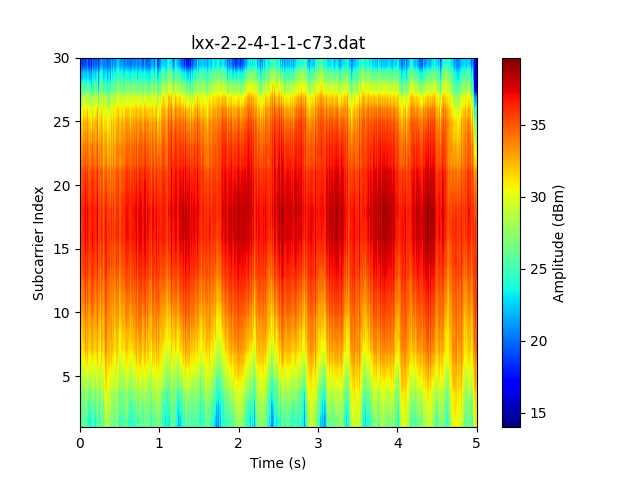 lxx-2-2-4-1-1-c73.dat
30
25
20
15
10
5
Subcarrier Index
0 1 2 3 4 5
Time (s)
35
30
25
20
15
Amplitude (dBm)